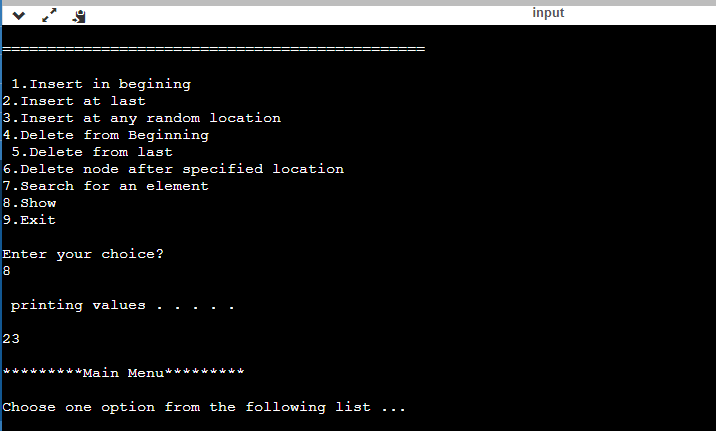 input
===============================================
1.Insert in begining
2.Insert at last
3.Insert at any random location
4.Delete from Beginning
5.Delete from last
6.Delete node after specified location
7.Search for an element
8.Show
9.Exit
Enter your choice?
8
printing values . . . . .
23
*********Main Menu*********
Choose one option from the following list ...